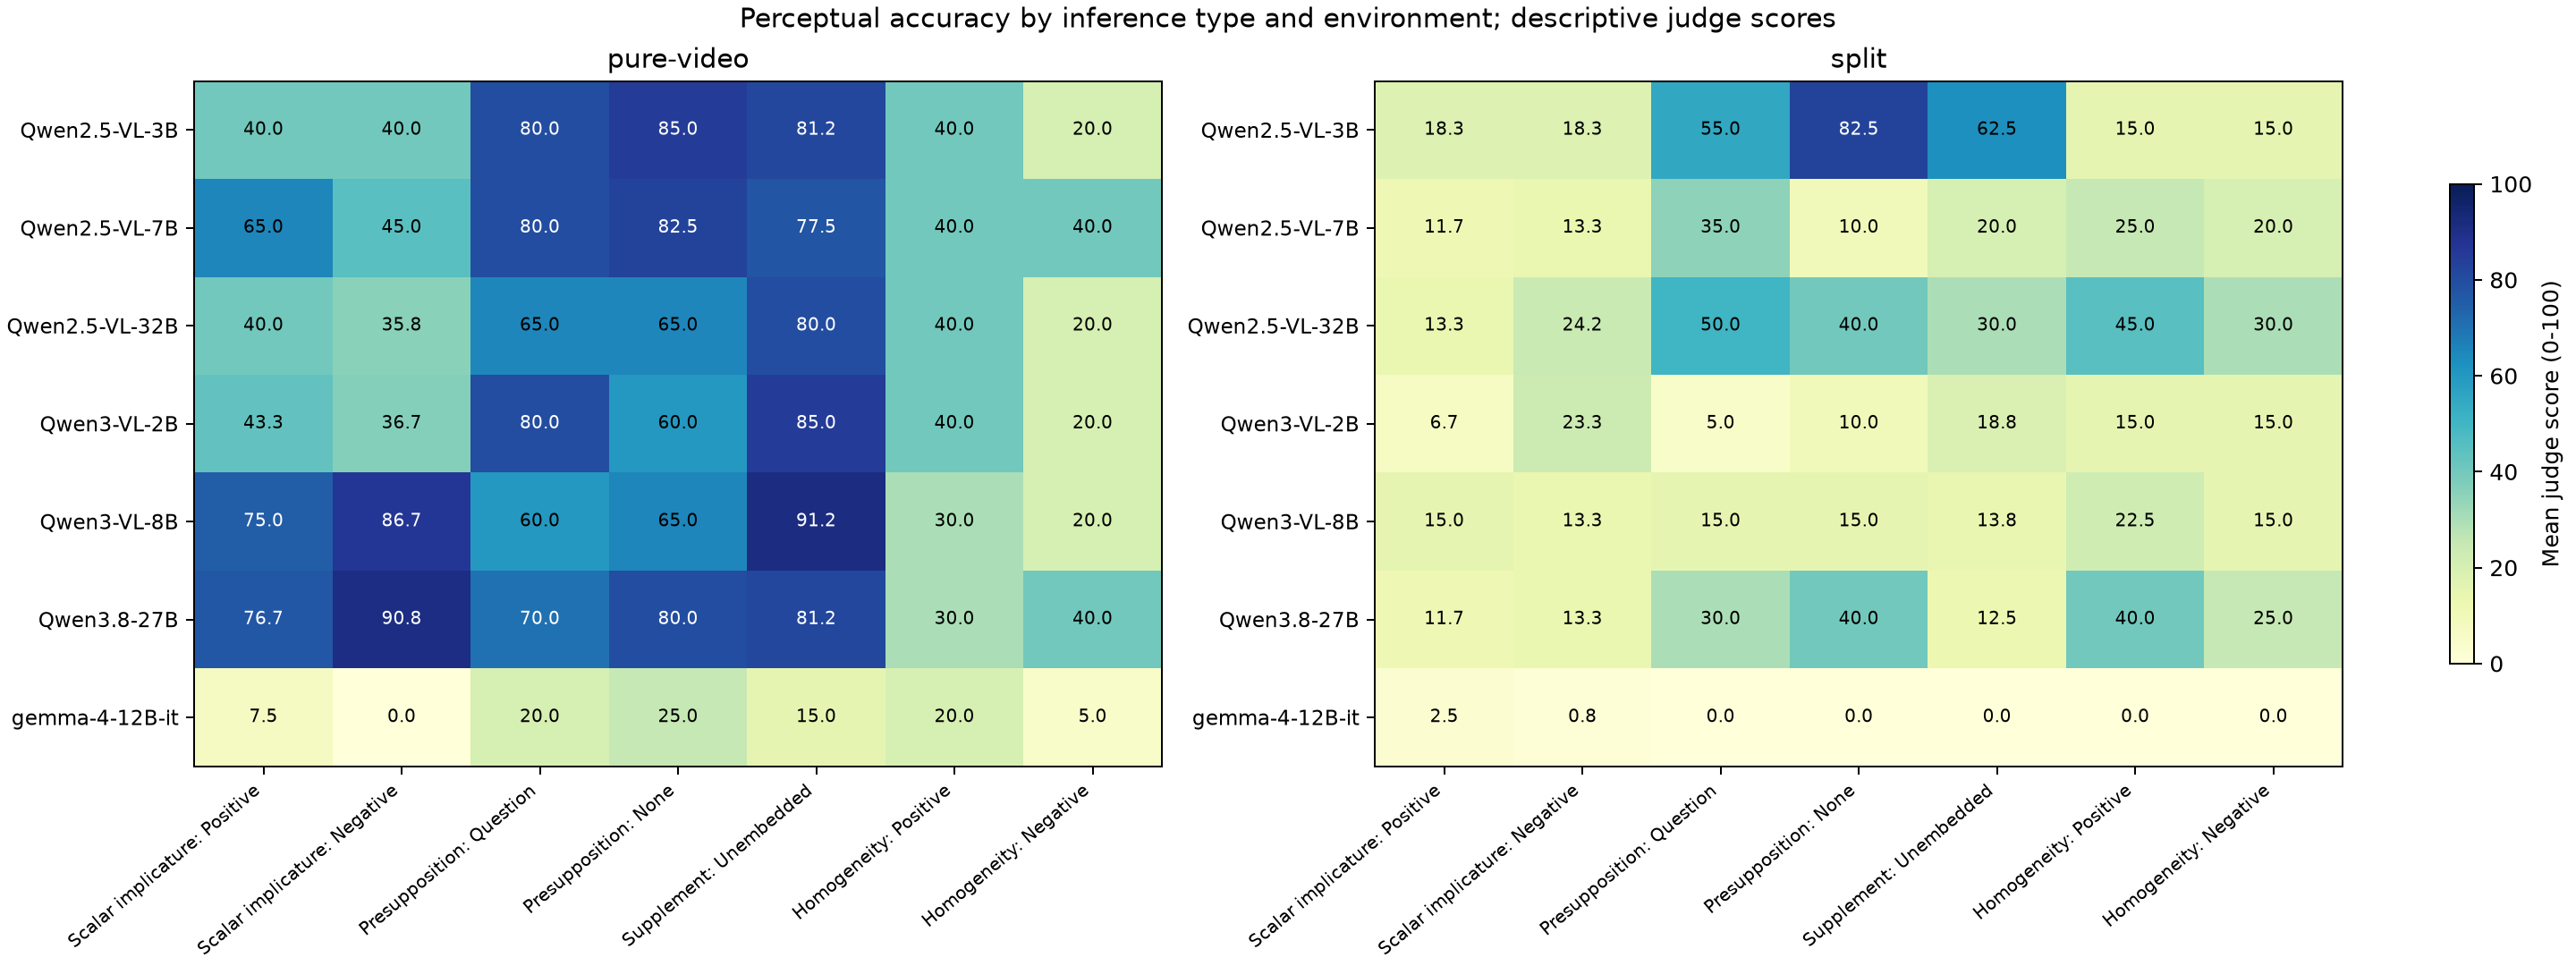 Perceptual accuracy by inference type and environment; descriptive judge scores
pure-video
Qwen2.5-VL-3B 40.0 40.0 80.0 85.0 81.2 40.0 20.0
Qwen2.5-VL-7B 65.0 45.0 80.0 82.5 77.5 40.0 40.0
Qwen2.5-VL-32B 40.0 35.8 65.0 65.0 80.0 40.0 20.0
Qwen3-VL-2B 43.3 36.7 80.0 60.0 85.0 40.0 20.0
Qwen3-VL-8B 75.0 86.7 60.0 65.0 91.2 30.0 20.0
Qwen3.8-27B 76.7 90.8 70.0 80.0 81.2 30.0 40.0
gemma-4-12B-it 7.5 0.0 20.0 25.0 15.0 20.0 5.0
Scalar implicature: Positive
Scalar implicature: Negative
Presupposition: Question
Presupposition: None
Supplement: Unembedded
Homogeneity: Positive
Homogeneity: Negative
split
Qwen2.5-VL-3B 18.3 18.3 55.0 82.5 62.5 15.0 15.0
Qwen2.5-VL-7B 11.7 13.3 35.0 10.0 20.0 25.0 20.0
Qwen2.5-VL-32B 13.3 24.2 50.0 40.0 30.0 45.0 30.0
Qwen3-VL-2B 6.7 23.3 5.0 10.0 18.8 15.0 15.0
Qwen3-VL-8B 15.0 13.3 15.0 15.0 13.8 22.5 15.0
Qwen3.8-27B 11.7 13.3 30.0 40.0 12.5 40.0 25.0
gemma-4-12B-it 2.5 0.8 0.0 0.0 0.0 0.0 0.0
Scalar implicature: Positive
Scalar implicature: Negative
Presupposition: Question
Presupposition: None
Supplement: Unembedded
Homogeneity: Positive
Homogeneity: Negative
100
80
60
40
20
0
Mean judge score (0-100)